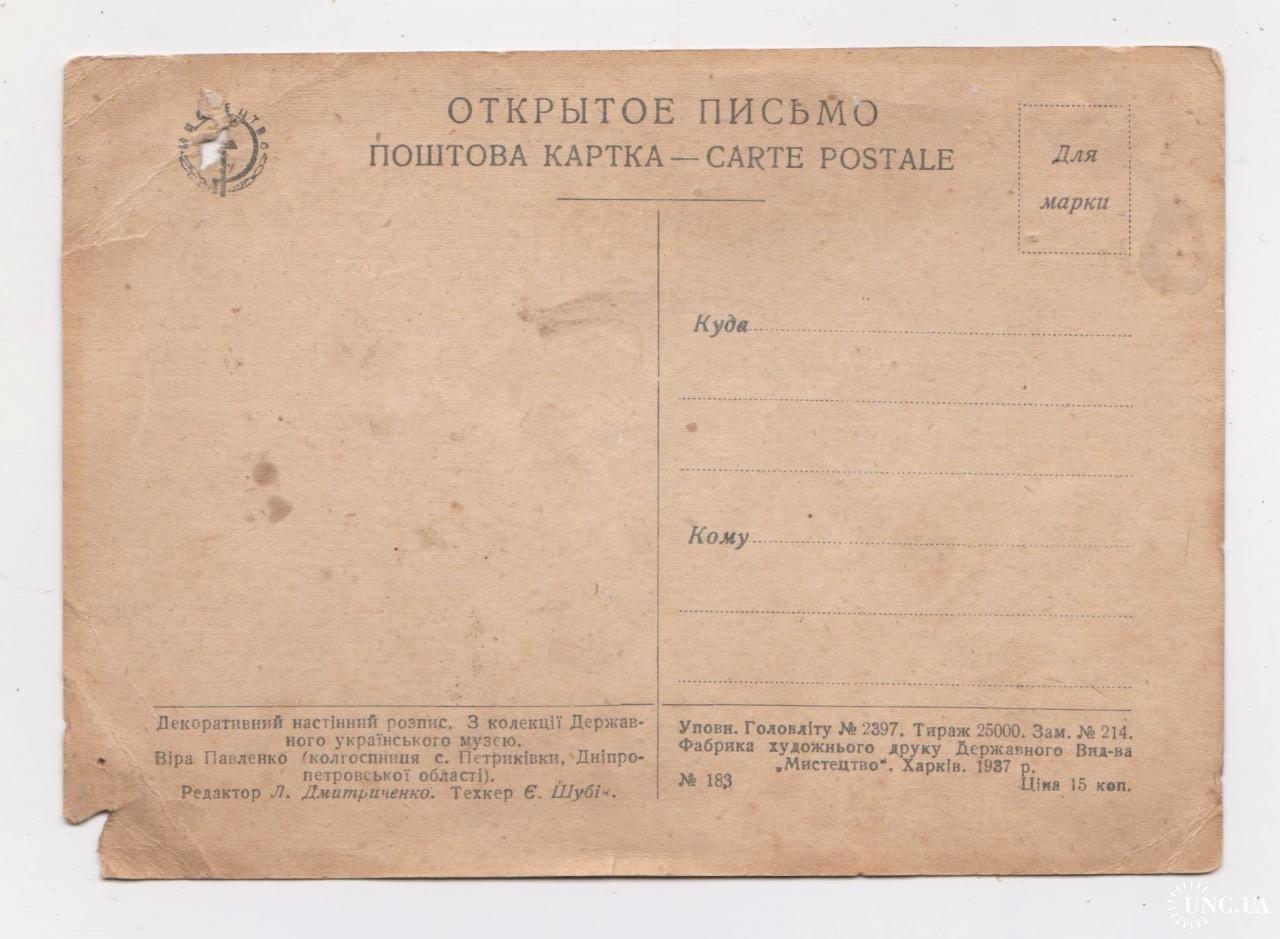 ОТКРЫТОЕ ПИСЬМО
ПОШТОВА КАРТКА — CARTE POSTALE
Для
марки
Куда
Кому
Декоративний настінний розпис. З колекції Держав-
ного українського музею.
Віра Павленко (колгоспниця с. Петриківки, Дніпро-
петровської області).
Редактор Л. Дмитриченко. Техкер Є. Шубін.
Уповн. Головліту № 2397. Тираж 25000. Зам. № 214.
Фабрика художнього друку Державного Вид-ва
„Мистецтво“. Харків. 1937 р.
№ 183 Ціна 15 коп.
UNC.UA